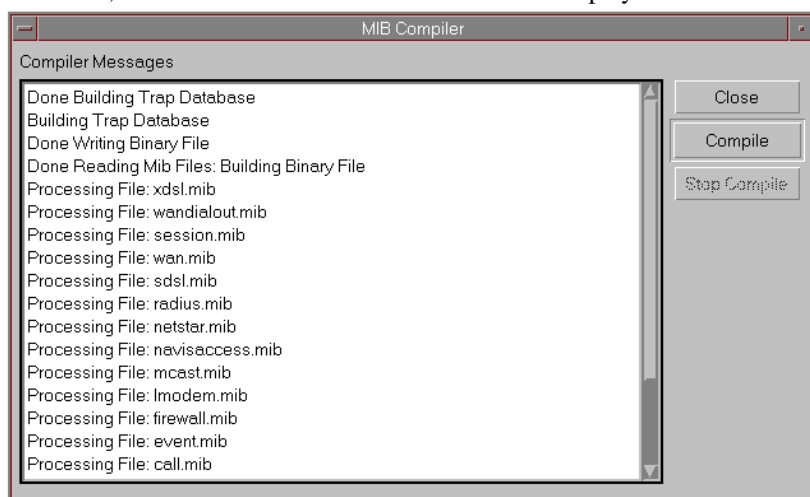 MIB Compiler
Compiler Messages
Done Building Trap Database
Building Trap Database
Done Writing Binary File
Done Reading Mib Files: Building Binary File
Processing File: xdsl.mib
Processing File: wandialout.mib
Processing File: session.mib
Processing File: wan.mib
Processing File: sdsl.mib
Processing File: radius.mib
Processing File: netstar.mib
Processing File: navisaccess.mib
Processing File: mcast.mib
Processing File: lmodem.mib
Processing File: firewall.mib
Processing File: event.mib
Processing File: call.mib
Close
Compile
Stop Compile